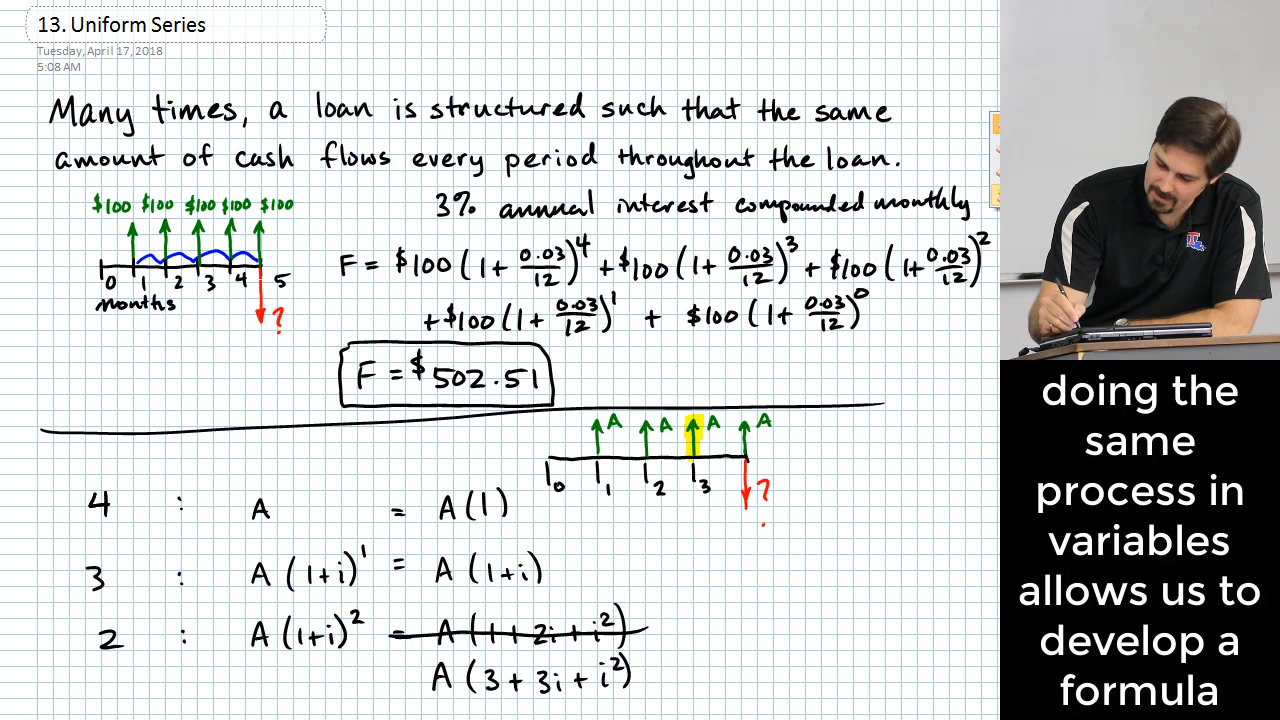 13. Uniform Series
Tuesday, April 17, 2018
5:08 AM
Many times, a loan is structured such that the same
amount of cash flows every period throughout the loan.
$100 $100 $100 $100 $100
0 1 2 3 4 5
months
?
3% annual interest compounded monthly
F = $100 (1 + 0.03/12)^4 + $100 (1 + 0.03/12)^3 + $100 (1 + 0.03/12)^2
+ $100 (1 + 0.03/12)^1 + $100 (1 + 0.03/12)^0
F = $502.51
A A A A
0 1 2 3
?
4 : A = A(1)
3 : A (1+i)^1 = A (1+i)
2 : A (1+i)^2 = A (1 + 2i + i^2)
A (3 + 3i + i^2)
doing the
same
process in
variables
allows us to
develop a
formula